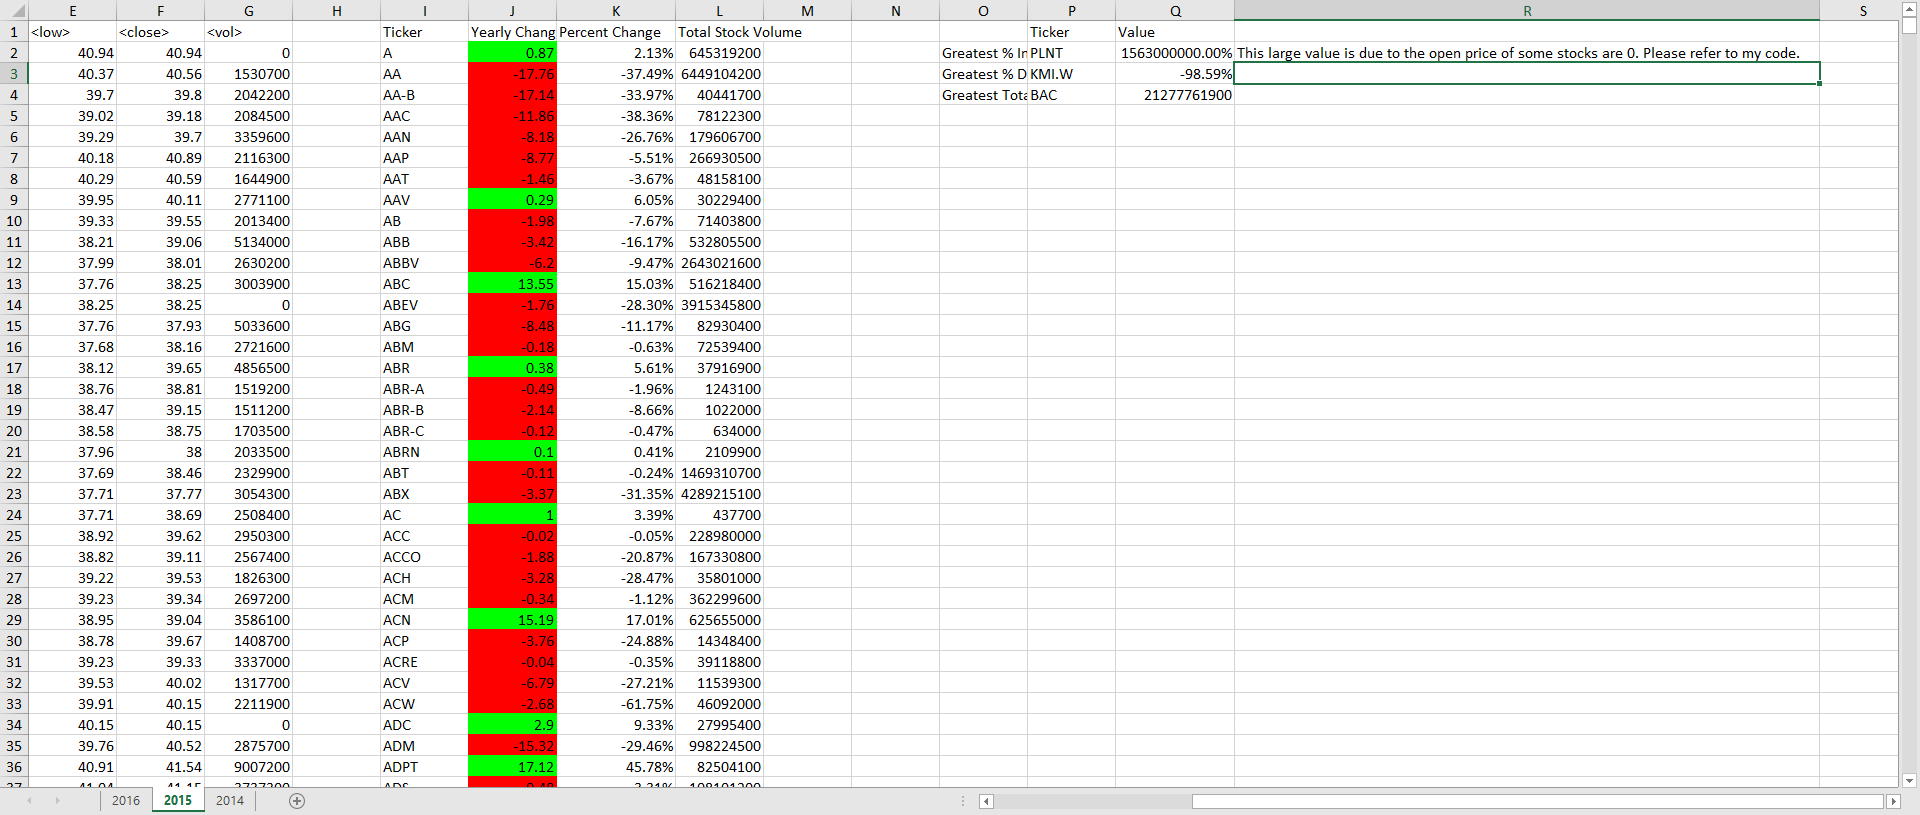 E F G H I J K L M N O P Q R S
1 <low> <close> <vol> Ticker Yearly Chang Percent Change Total Stock Volume Ticker Value
2 40.94 40.94 0 A 0.87 2.13% 645319200 Greatest % In PLNT 1563000000.00% This large value is due to the open price of some stocks are 0. Please refer to my code.
3 40.37 40.56 1530700 AA -17.76 -37.49% 6449104200 Greatest % D KMI.W -98.59%
4 39.7 39.8 2042200 AA-B -17.14 -33.97% 40441700 Greatest Tota BAC 21277761900
5 39.02 39.18 2084500 AAC -11.86 -38.36% 78122300
6 39.29 39.7 3359600 AAN -8.18 -26.76% 179606700
7 40.18 40.89 2116300 AAP -8.77 -5.51% 266930500
8 40.29 40.59 1644900 AAT -1.46 -3.67% 48158100
9 39.95 40.11 2771100 AAV 0.29 6.05% 30229400
10 39.33 39.55 2013400 AB -1.98 -7.67% 71403800
11 38.21 39.06 5134000 ABB -3.42 -16.17% 532805500
12 37.99 38.01 2630200 ABBV -6.2 -9.47% 2643021600
13 37.76 38.25 3003900 ABC 13.55 15.03% 516218400
14 38.25 38.25 0 ABEV -1.76 -28.30% 3915345800
15 37.76 37.93 5033600 ABG -8.48 -11.17% 82930400
16 37.68 38.16 2721600 ABM -0.18 -0.63% 72539400
17 38.12 39.65 4856500 ABR 0.38 5.61% 37916900
18 38.76 38.81 1519200 ABR-A -0.49 -1.96% 1243100
19 38.47 39.15 1511200 ABR-B -2.14 -8.66% 1022000
20 38.58 38.75 1703500 ABR-C -0.12 -0.47% 634000
21 37.96 38 2033500 ABRN 0.1 0.41% 2109900
22 37.69 38.46 2329900 ABT -0.11 -0.24% 1469310700
23 37.71 37.77 3054300 ABX -3.37 -31.35% 4289215100
24 37.71 38.69 2508400 AC 1 3.39% 437700
25 38.92 39.62 2950300 ACC -0.02 -0.05% 228980000
26 38.82 39.11 2567400 ACCO -1.88 -20.87% 167330800
27 39.22 39.53 1826300 ACH -3.28 -28.47% 35801000
28 39.23 39.34 2697200 ACM -0.34 -1.12% 362299600
29 38.95 39.04 3586100 ACN 15.19 17.01% 625655000
30 38.78 39.67 1408700 ACP -3.76 -24.88% 14348400
31 39.23 39.33 3337000 ACRE -0.04 -0.35% 39118800
32 39.53 40.02 1317700 ACV -6.79 -27.21% 11539300
33 39.91 40.15 2211900 ACW -2.68 -61.75% 46092000
34 40.15 40.15 0 ADC 2.9 9.33% 27995400
35 39.76 40.52 2875700 ADM -15.32 -29.46% 998224500
36 40.91 41.54 9007200 ADPT 17.12 45.78% 82504100
2016 2015 2014